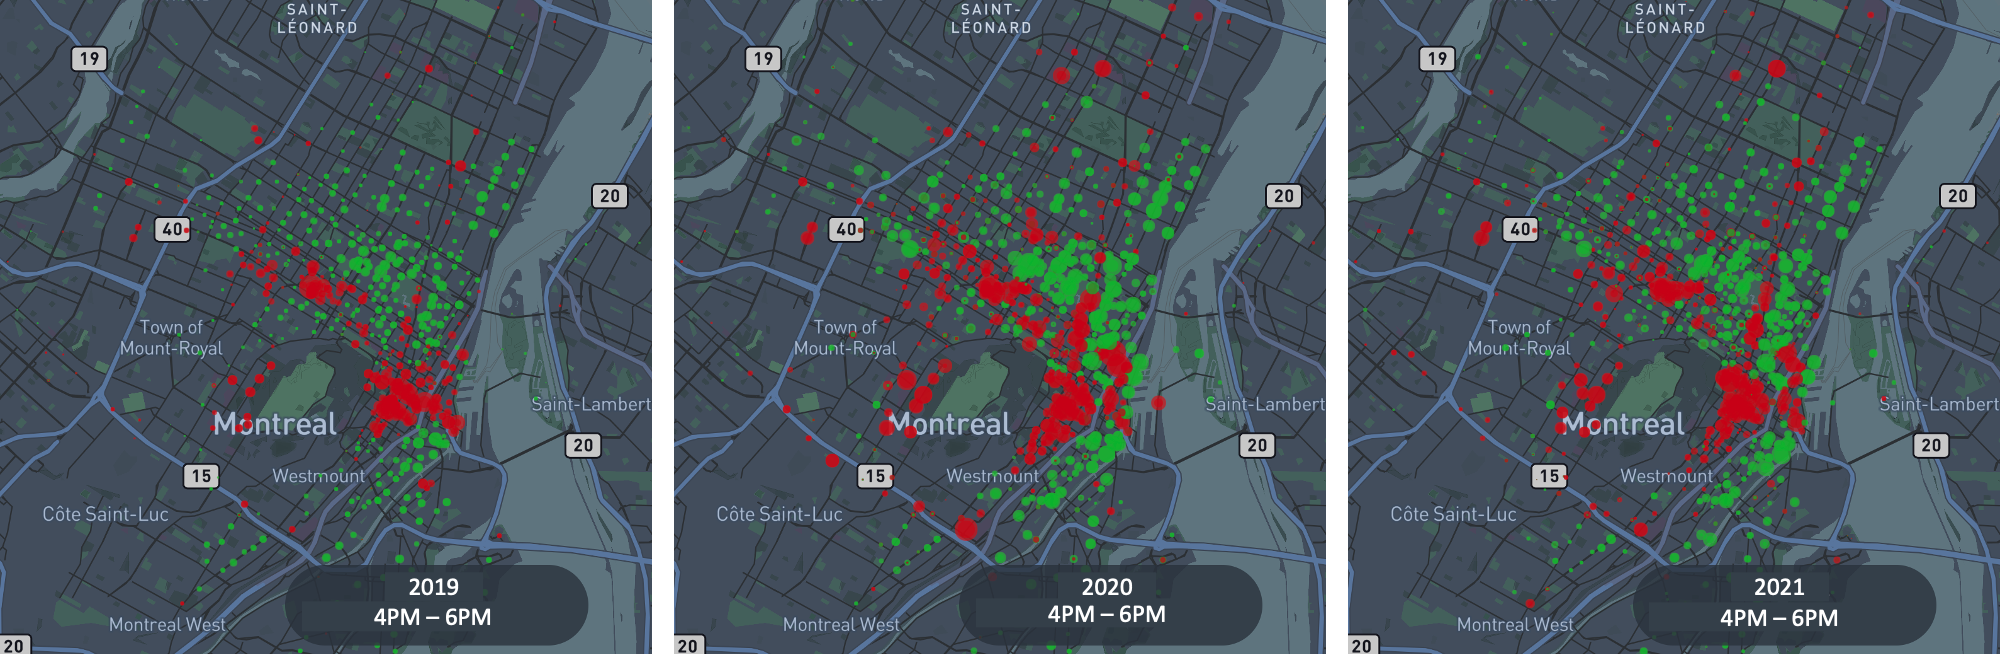 SAINT-
LÉONARD
19
20
40
Town of
Mount-Royal
Saint-Lambert
Montreal
20
15
Westmount
Côte Saint-Luc
2019
4PM – 6PM
Montreal West
20
SAINT-
LÉONARD
19
20
40
Town of
Mount-Royal
Saint-Lambert
Montreal
20
15
Westmount
Côte Saint-Luc
2020
4PM – 6PM
Montreal West
20
SAINT-
LÉONARD
19
20
40
Town of
Mount-Royal
Saint-Lambert
Montreal
20
15
Westmount
Côte Saint-Luc
2021
4PM – 6PM
Montreal West
20